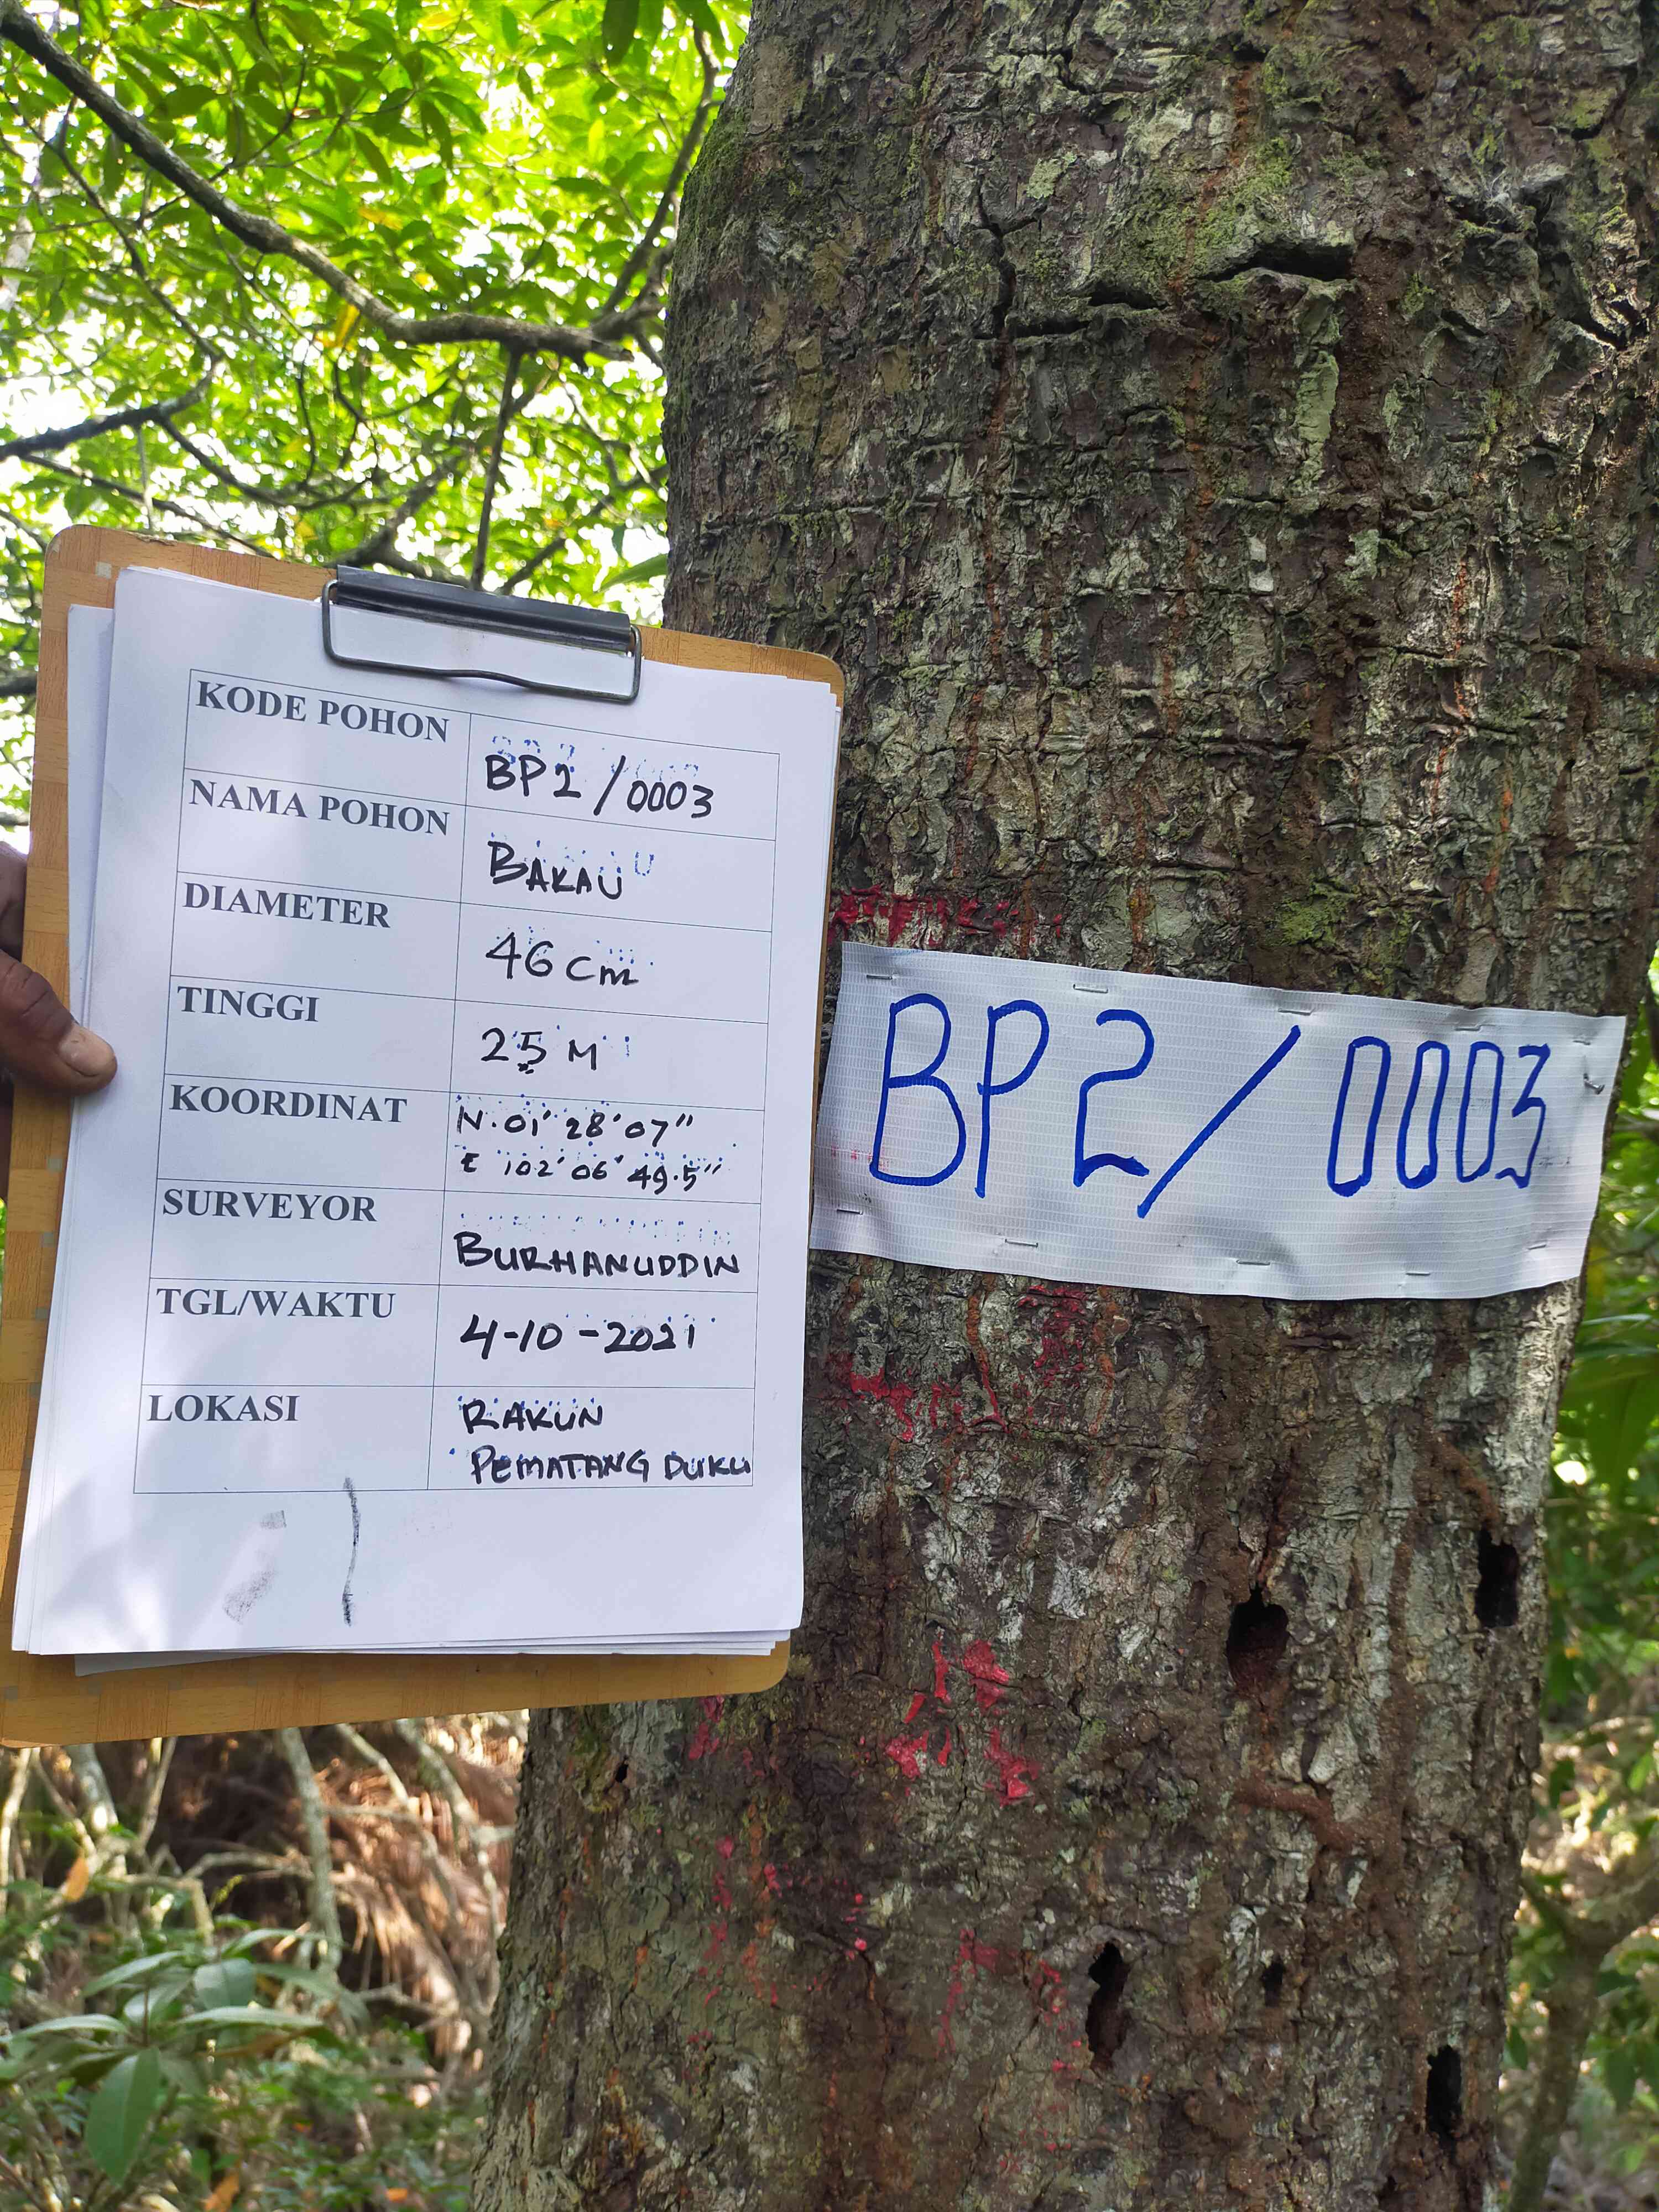 KODE POHON
BP2/0003
NAMA POHON
BAKAU
DIAMETER
46 cm
TINGGI
25 M
KOORDINAT
N.01' 28' 07"
E 102' 06' 49.5"
SURVEYOR
BURHANUDDIN
TGL/WAKTU
4-10-2021
LOKASI
RAKUN
PEMATANG DUKU
BP2/0003